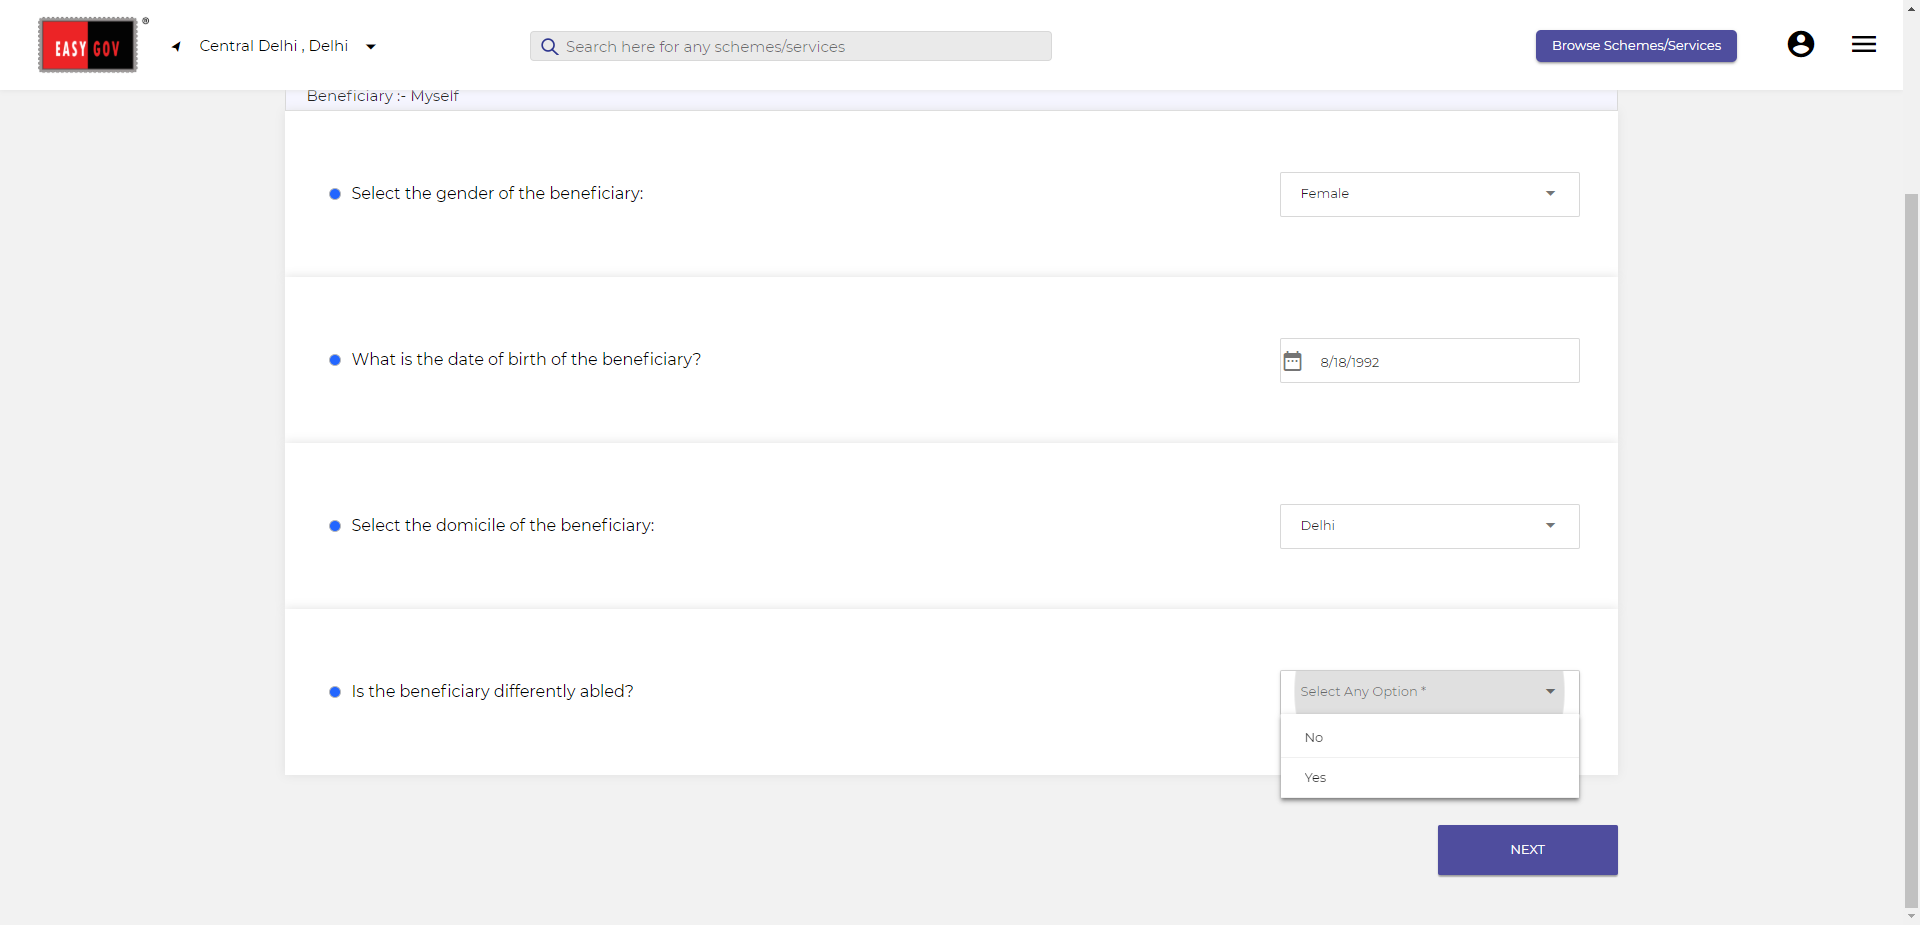 EASY GOV ®
Central Delhi , Delhi
Search here for any schemes/services
Browse Schemes/Services
Beneficiary :- Myself
Select the gender of the beneficiary:
Female
What is the date of birth of the beneficiary?
8/18/1992
Select the domicile of the beneficiary:
Delhi
Is the beneficiary differently abled?
Select Any Option *
No
Yes
NEXT